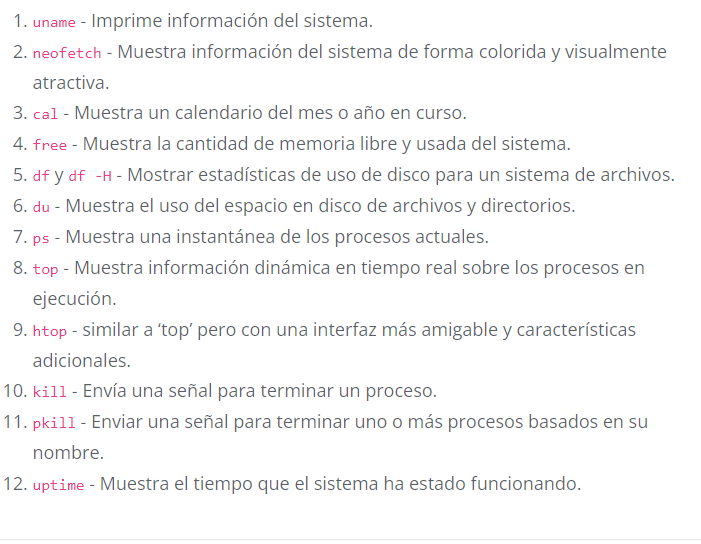 1. uname - Imprime información del sistema.
2. neofetch - Muestra información del sistema de forma colorida y visualmente
atractiva.
3. cal - Muestra un calendario del mes o año en curso.
4. free - Muestra la cantidad de memoria libre y usada del sistema.
5. df y df -H - Mostrar estadísticas de uso de disco para un sistema de archivos.
6. du - Muestra el uso del espacio en disco de archivos y directorios.
7. ps - Muestra una instantánea de los procesos actuales.
8. top - Muestra información dinámica en tiempo real sobre los procesos en
ejecución.
9. htop - similar a ‘top’ pero con una interfaz más amigable y características
adicionales.
10. kill - Envía una señal para terminar un proceso.
11. pkill - Enviar una señal para terminar uno o más procesos basados en su
nombre.
12. uptime - Muestra el tiempo que el sistema ha estado funcionando.